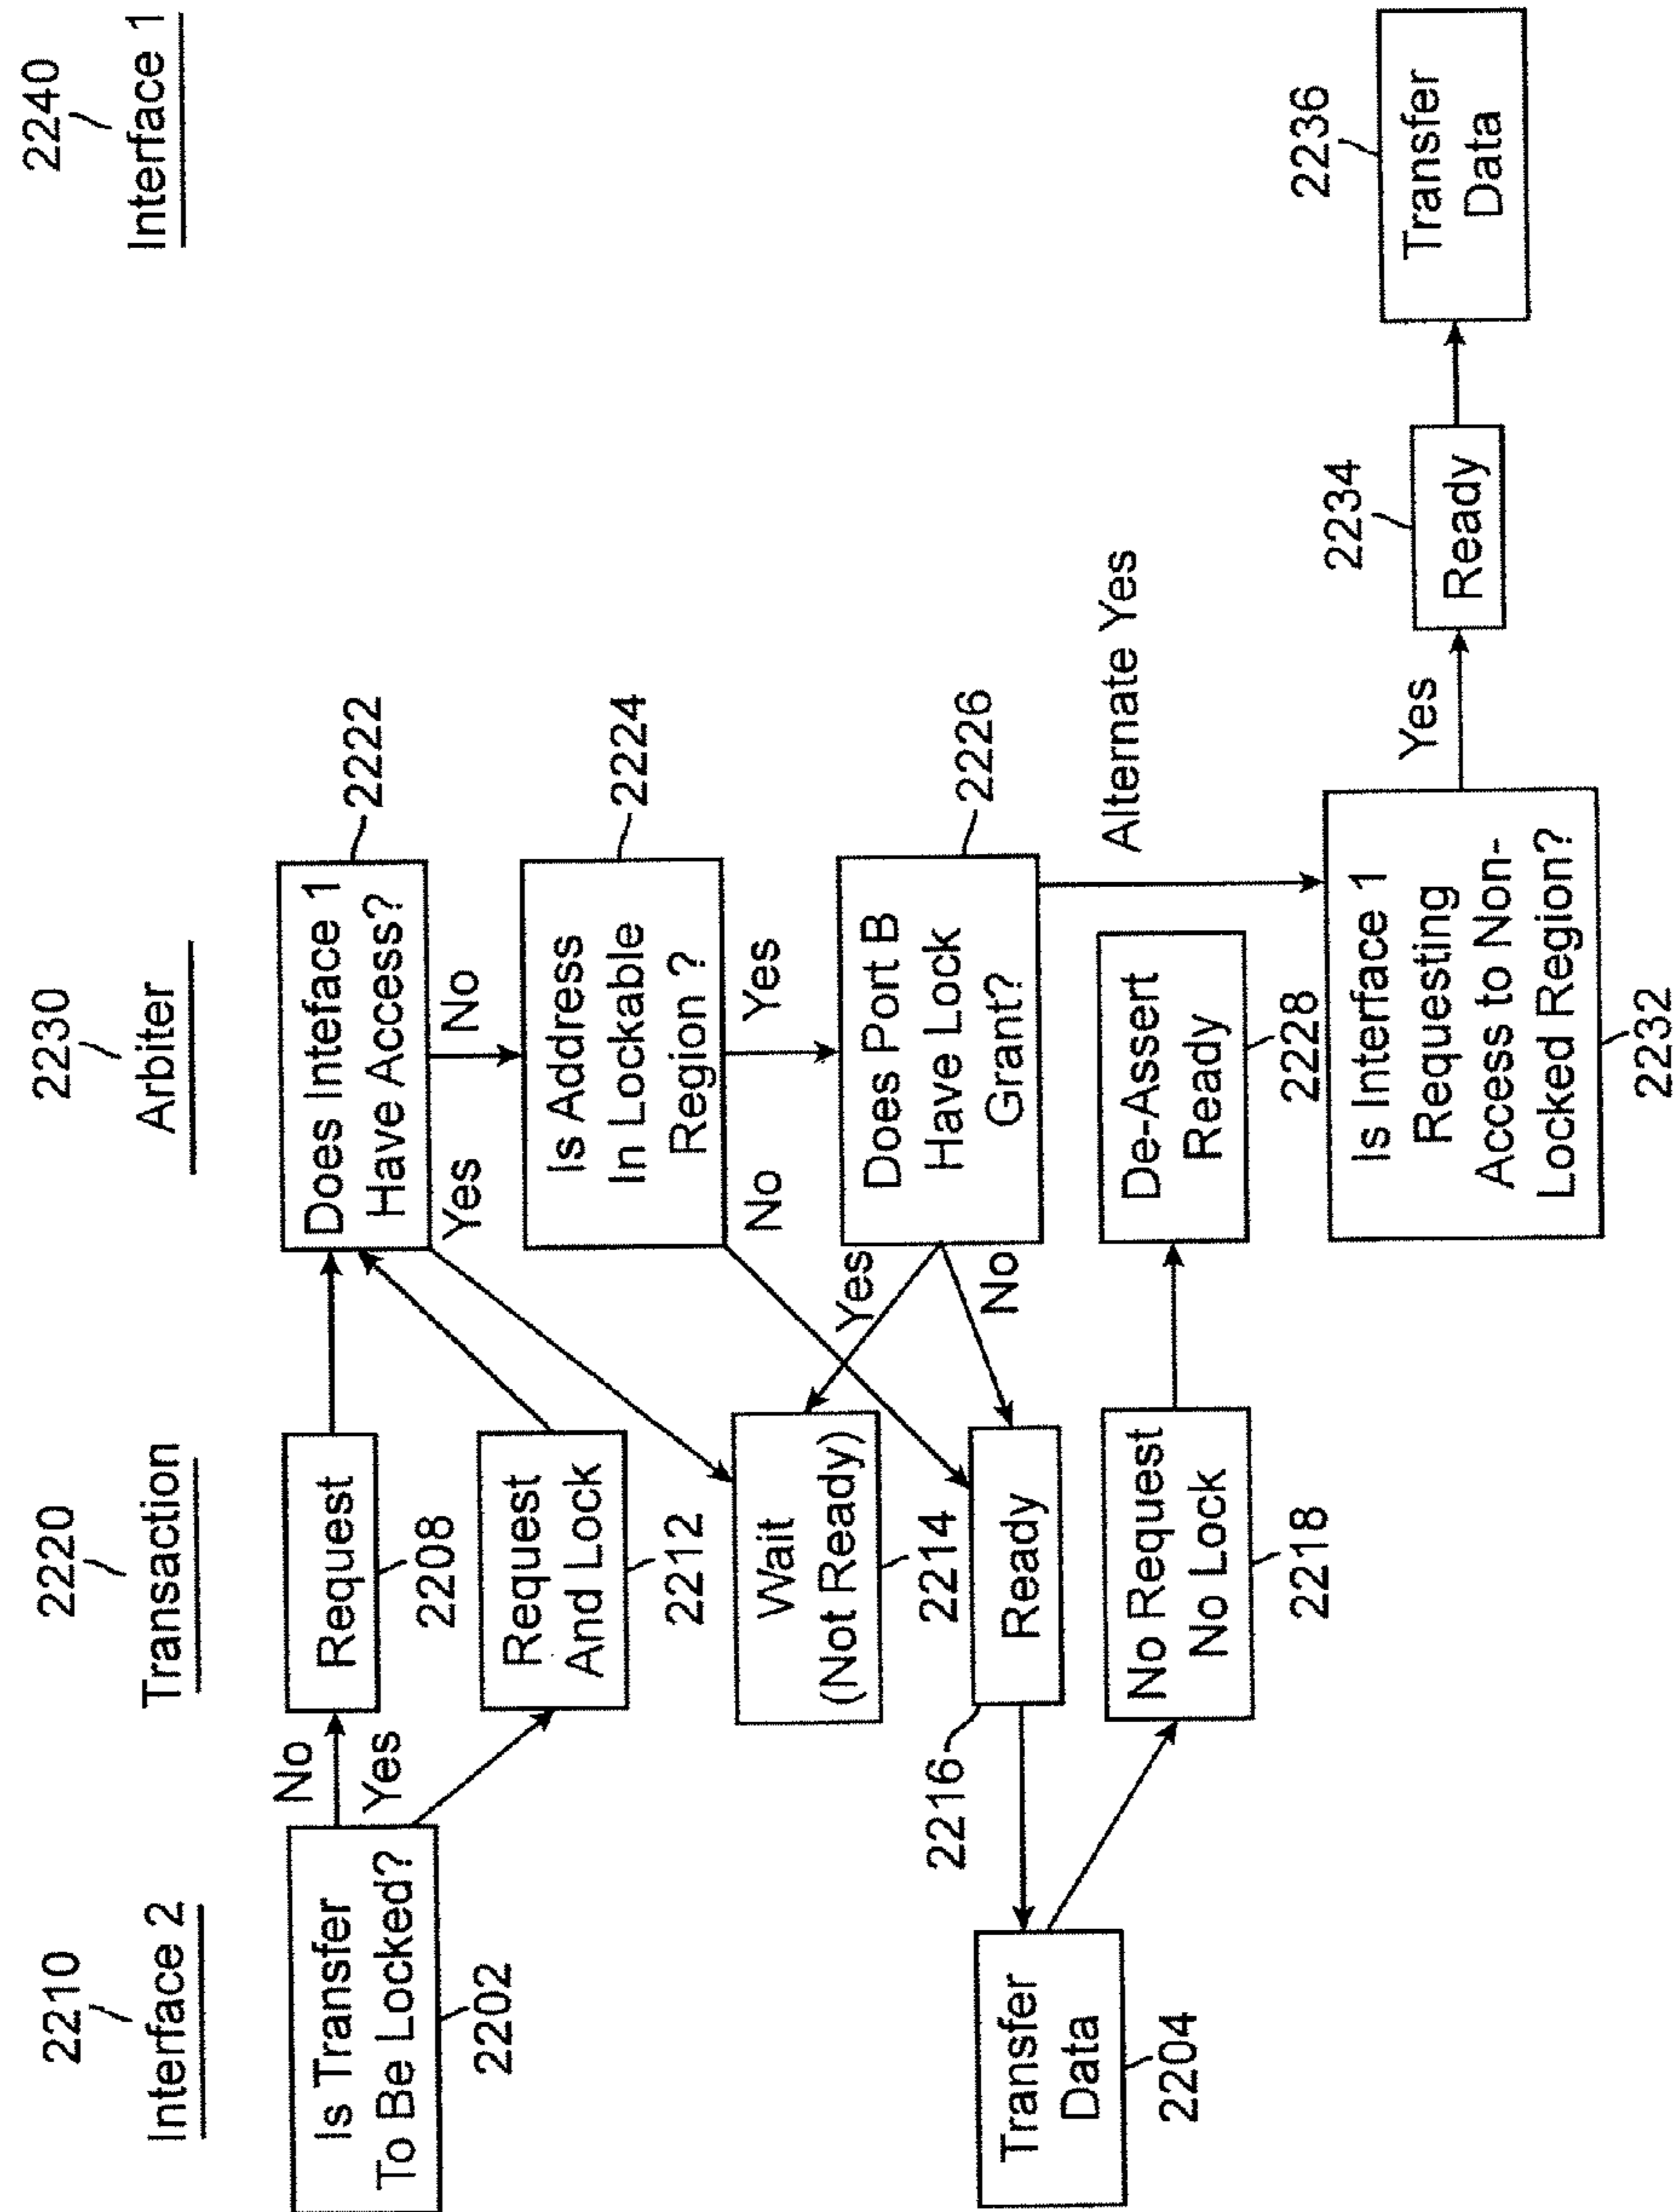 2210
Interface 2
2220
Transaction
2230
Arbiter
2240
Interface 1
Is Transfer
To Be Locked?
2202
No
Yes
Request
2208
Does Inteface 1
Have Access?
2222
Yes
No
Request
And Lock
2212
Is Address
In Lockable
Region ?
2224
No
Yes
Wait
(Not Ready)
2214
Does Port B
Have Lock
Grant?
2226
Yes
No
Alternate Yes
Transfer
Data
2204
2216
Ready
No Request
No Lock
2218
De-Assert
Ready
2228
Is Interface 1
Requesting
Access to Non-
Locked Region?
2232
Yes
Ready
2234
Transfer
Data
2236